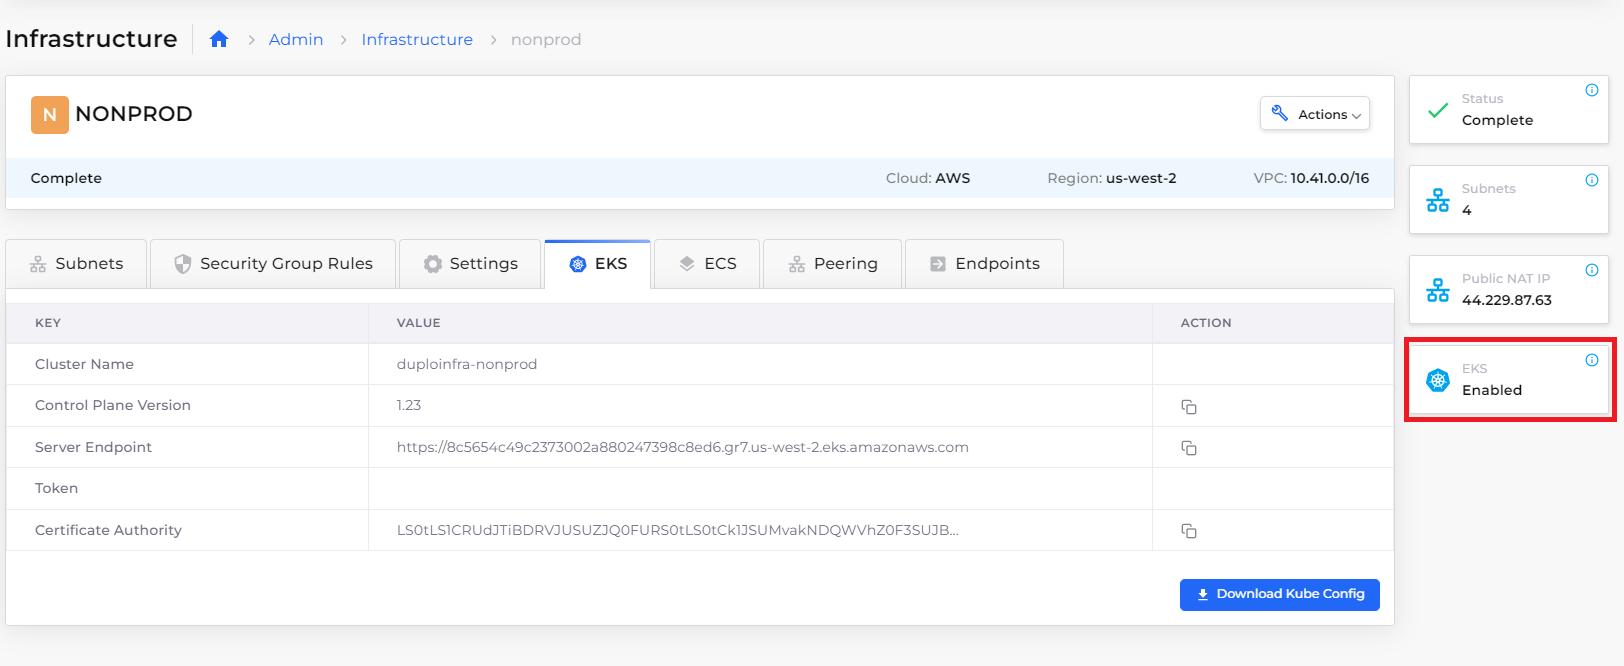 Infrastructure
Admin
Infrastructure
nonprod
N NONPROD
Actions
Complete
Cloud: AWS
Region: us-west-2
VPC: 10.41.0.0/16
Subnets
Security Group Rules
Settings
EKS
ECS
Peering
Endpoints
KEY VALUE ACTION
Cluster Name duploinfra-nonprod
Control Plane Version 1.23
Server Endpoint https://8c5654c49c2373002a880247398c8ed6.gr7.us-west-2.eks.amazonaws.com
Token
Certificate Authority LS0tLS1CRUdJTiBDRVJUSUZJQ0FURS0tLS0tCk1JSUMvakNDQWVhZ0F3SUJB...
Download Kube Config
Status
Complete
Subnets
4
Public NAT IP
44.229.87.63
EKS
Enabled